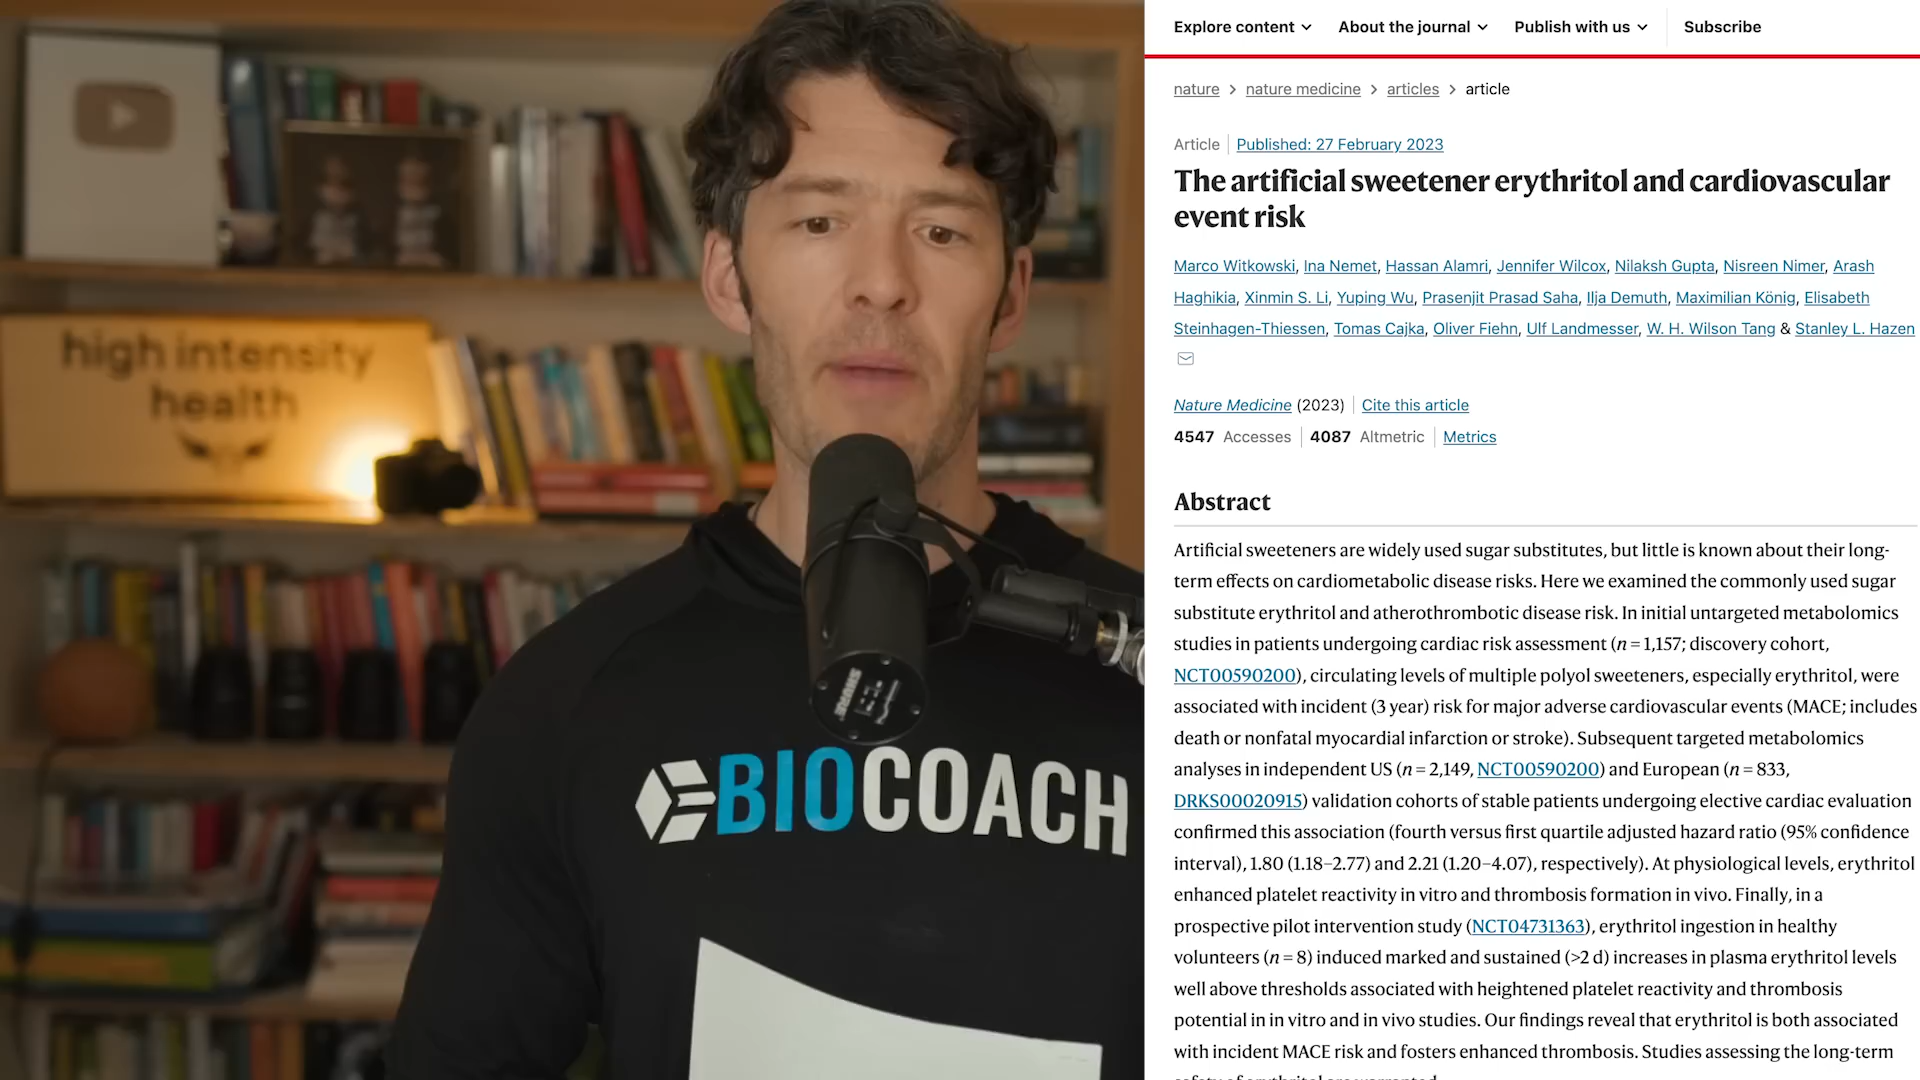 high intensity
health
SHURE
BIOCOACH
Explore content
About the journal
Publish with us
Subscribe
nature > nature medicine > articles > article
Article | Published: 27 February 2023
The artificial sweetener erythritol and cardiovascular
event risk
Marco Witkowski, Ina Nemet, Hassan Alamri, Jennifer Wilcox, Nilaksh Gupta, Nisreen Nimer, Arash
Haghikia, Xinmin S. Li, Yuping Wu, Prasenjit Prasad Saha, Ilja Demuth, Maximilian König, Elisabeth
Steinhagen-Thiessen, Tomas Cajka, Oliver Fiehn, Ulf Landmesser, W. H. Wilson Tang & Stanley L. Hazen
Nature Medicine (2023) | Cite this article
4547 Accesses | 4087 Altmetric | Metrics
Abstract
Artificial sweeteners are widely used sugar substitutes, but little is known about their long-
term effects on cardiometabolic disease risks. Here we examined the commonly used sugar
substitute erythritol and atherothrombotic disease risk. In initial untargeted metabolomics
studies in patients undergoing cardiac risk assessment (n = 1,157; discovery cohort,
NCT00590200), circulating levels of multiple polyol sweeteners, especially erythritol, were
associated with incident (3 year) risk for major adverse cardiovascular events (MACE; includes
death or nonfatal myocardial infarction or stroke). Subsequent targeted metabolomics
analyses in independent US (n = 2,149, NCT00590200) and European (n = 833,
DRKS00020915) validation cohorts of stable patients undergoing elective cardiac evaluation
confirmed this association (fourth versus first quartile adjusted hazard ratio (95% confidence
interval), 1.80 (1.18–2.77) and 2.21 (1.20–4.07), respectively). At physiological levels, erythritol
enhanced platelet reactivity in vitro and thrombosis formation in vivo. Finally, in a
prospective pilot intervention study (NCT04731363), erythritol ingestion in healthy
volunteers (n = 8) induced marked and sustained (>2 d) increases in plasma erythritol levels
well above thresholds associated with heightened platelet reactivity and thrombosis
potential in in vitro and in vivo studies. Our findings reveal that erythritol is both associated
with incident MACE risk and fosters enhanced thrombosis. Studies assessing the long-term
safety of erythritol are warranted.